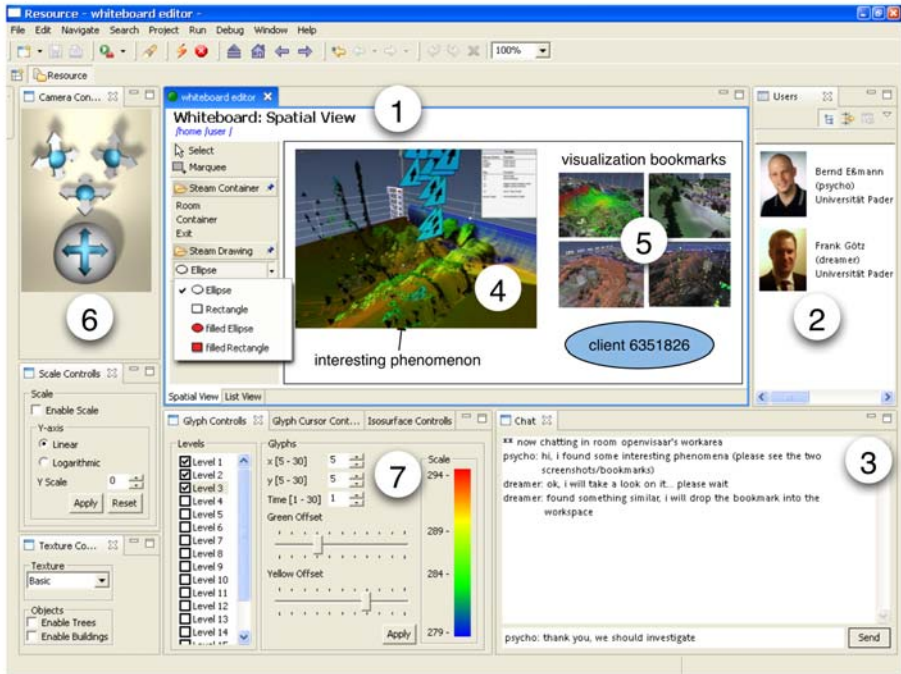 Resource - whiteboard editor -
File Edit Navigate Search Project Run Debug Window Help
100%
Resource
Camera Con...
6
whiteboard editor
1
Whiteboard: Spatial View
/home /user /
Select
Marquee
Steam Container
Room
Container
Exit
Steam Drawing
Ellipse
Ellipse
Rectangle
filled Ellipse
filled Rectangle
visualization bookmarks
4
5
interesting phenomenon
client 6351826
Spatial View List View
Users
Bernd Eßmann
(psycho)
Universität Pader
Frank Götz
(dreamer)
Universität Pader
2
Scale Controlls
Scale
Enable Scale
Y-axis
Linear
Logarithmic
Y Scale 0
Apply Reset
Texture Co...
Texture
Basic
Objects
Enable Trees
Enable Buildings
Glyph Controlls Glyph Cursor Cont... Isosurface Controlls
Levels
Level 1
Level 2
Level 3
Level 4
Level 5
Level 6
Level 7
Level 8
Level 9
Level 10
Level 11
Level 12
Level 13
Level 14
Glyphs
x [5 - 30] 5
y [5 - 30] 5
Time [1 - 30] 1
7
Green Offset
Yellow Offset
Apply
Scale
294 -
289 -
284 -
279 -
Chat
3
** now chatting in room openvisaar's workarea
psycho: hi, i found some interesting phenomena (please see the two
screenshots/bookmarks)
dreamer: ok, i will take a look on it... please wait
dreamer: found something similar, i will drop the bookmark into the
workspace
psycho: thank you, we should investigate
Send